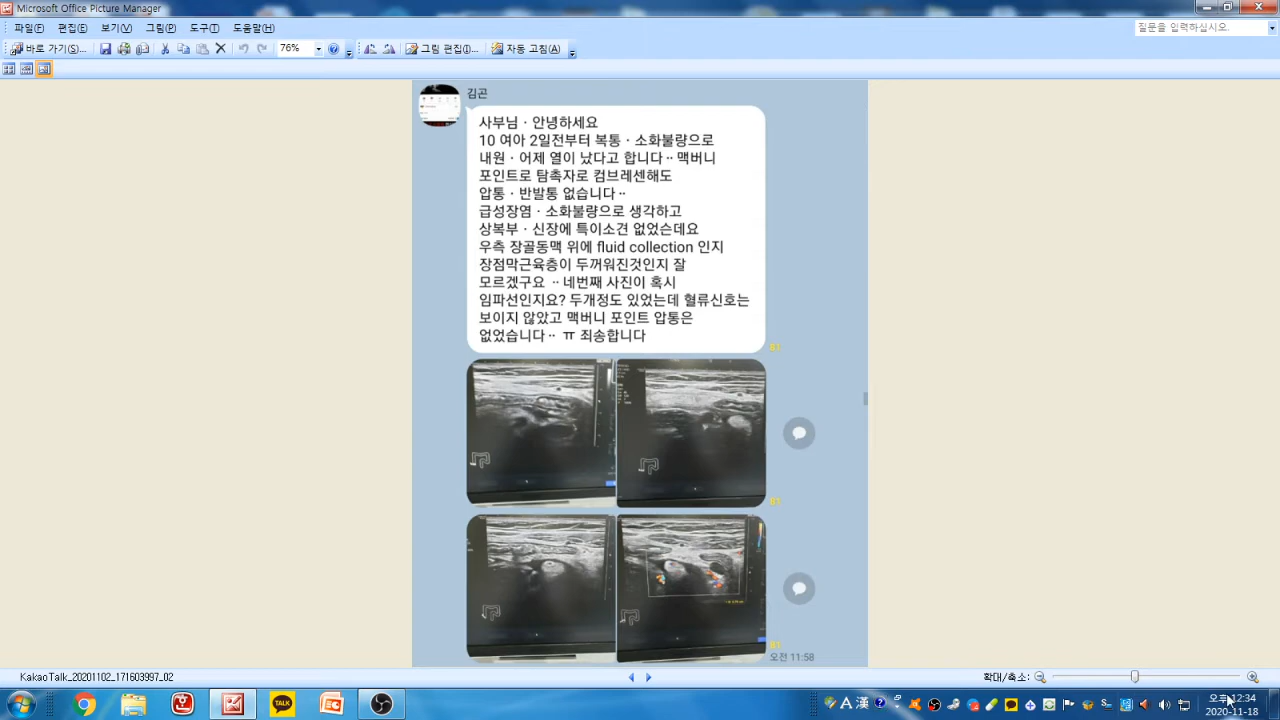 Microsoft Office Picture Manager
파일(F) 편집(E) 보기(V) 그림(P) 도구(T) 도움말(H)
질문을 입력하십시오.
바로 가기(S)...
76%
그림 편집(I)...
자동 고침(A)
김곤
사부님 · 안녕하세요
10 여아 2일전부터 복통 · 소화불량으로
내원 · 어제 열이 났다고 합니다·· 맥버니
포인트로 탐촉자로 컴브레센해도
압통 · 반발통 없습니다··
급성장염 · 소화불량으로 생각하고
상복부 · 신장에 특이소견 없었슨데요
우측 장골동맥 위에 fluid collection 인지
장점막근육층이 두꺼워진것인지 잘
모르겠구요 ·· 네번째 사진이 혹시
임파선인지요? 두개정도 있었는데 혈류신호는
보이지 않았고 맥버니 포인트 압통은
없었습니다·· ㅠ 죄송합니다
81
81
81
오전 11:58
KakaoTalk_20201102_171603997_02
확대/축소:
TALK
A 漢
오후 12:34
2020-11-18